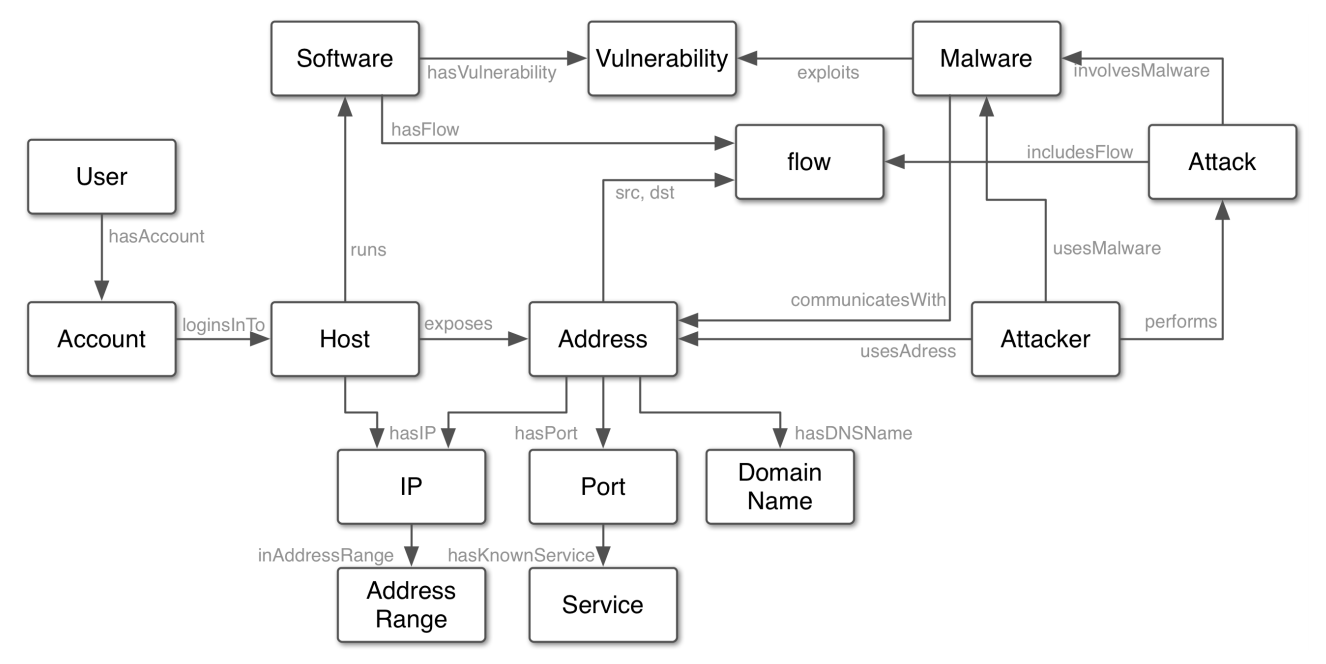 Software
hasVulnerability
Vulnerability
exploits
Malware
involvesMalware
hasFlow
flow
includesFlow
Attack
User
src, dst
hasAccount
runs
usesMalware
communicatesWith
Account
loginsInTo
Host
exposes
Address
usesAdress
Attacker
performs
hasIP
hasPort
hasDNSName
IP
Port
Domain
Name
inAddressRange
hasKnownService
Address
Range
Service